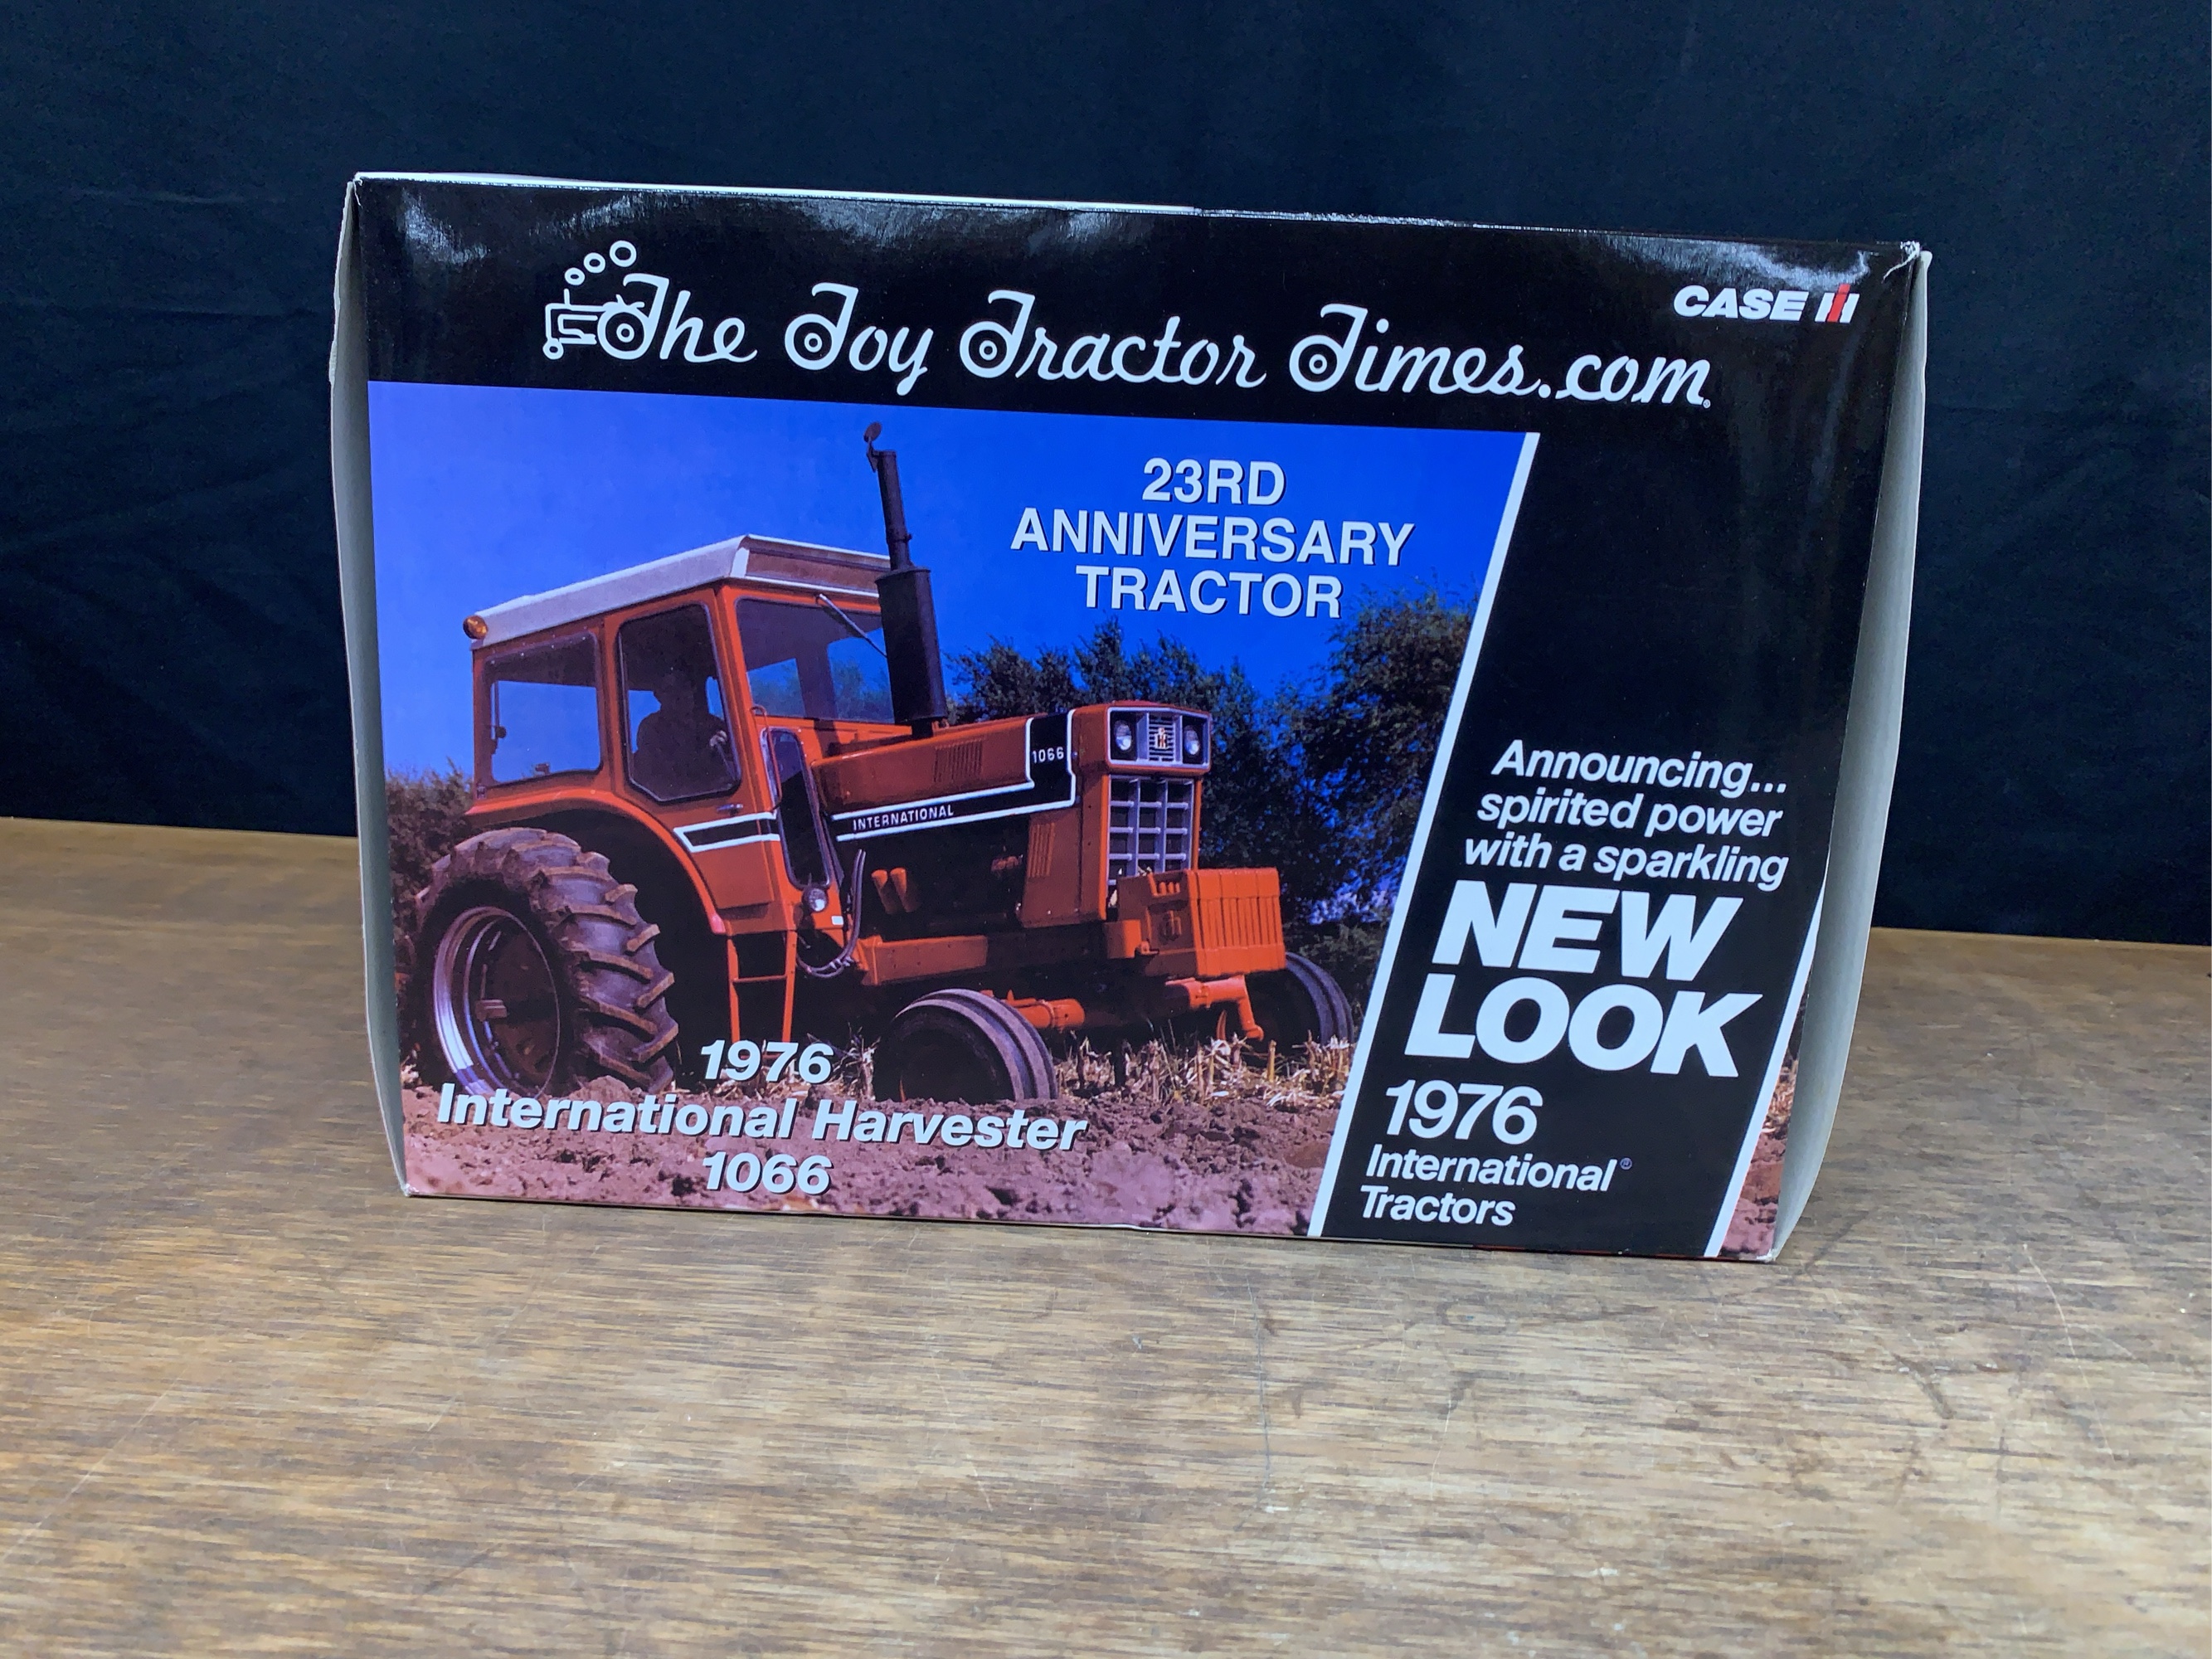 The Toy Tractor Times.com
CASE IH
23RD
ANNIVERSARY
TRACTOR
1066
INTERNATIONAL
1976
International Harvester
1066
Announcing...
spirited power
with a sparkling
NEW
LOOK
1976
International®
Tractors